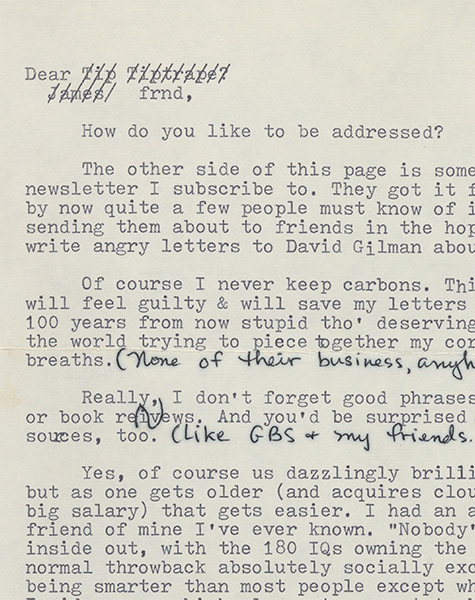 Dear Tip Tiptrape?
James/ frnd,
How do you like to be addressed?
The other side of this page is some
newsletter I subscribe to. They got it f
by now quite a few people must know of i
sending them about to friends in the hop
write angry letters to David Gilman abou
Of course I never keep carbons. Thi
will feel guilty & will save my letters
100 years from now stupid tho' deserving
the world trying to piece together my cor
breaths. (None of their business, anyh
Really, I don't forget good phrases
or book reivews. And you'd be surprised
souces, too. (Like GBS + my friends.
Yes, of course us dazzlingly brilli
but as one gets older (and acquires clou
big salary) that gets easier. I had an a
friend of mine I've ever known. "Nobody'
inside out, with the 180 IQs owning the
normal throwback absolutely socially exc
being smarter than most people except wh